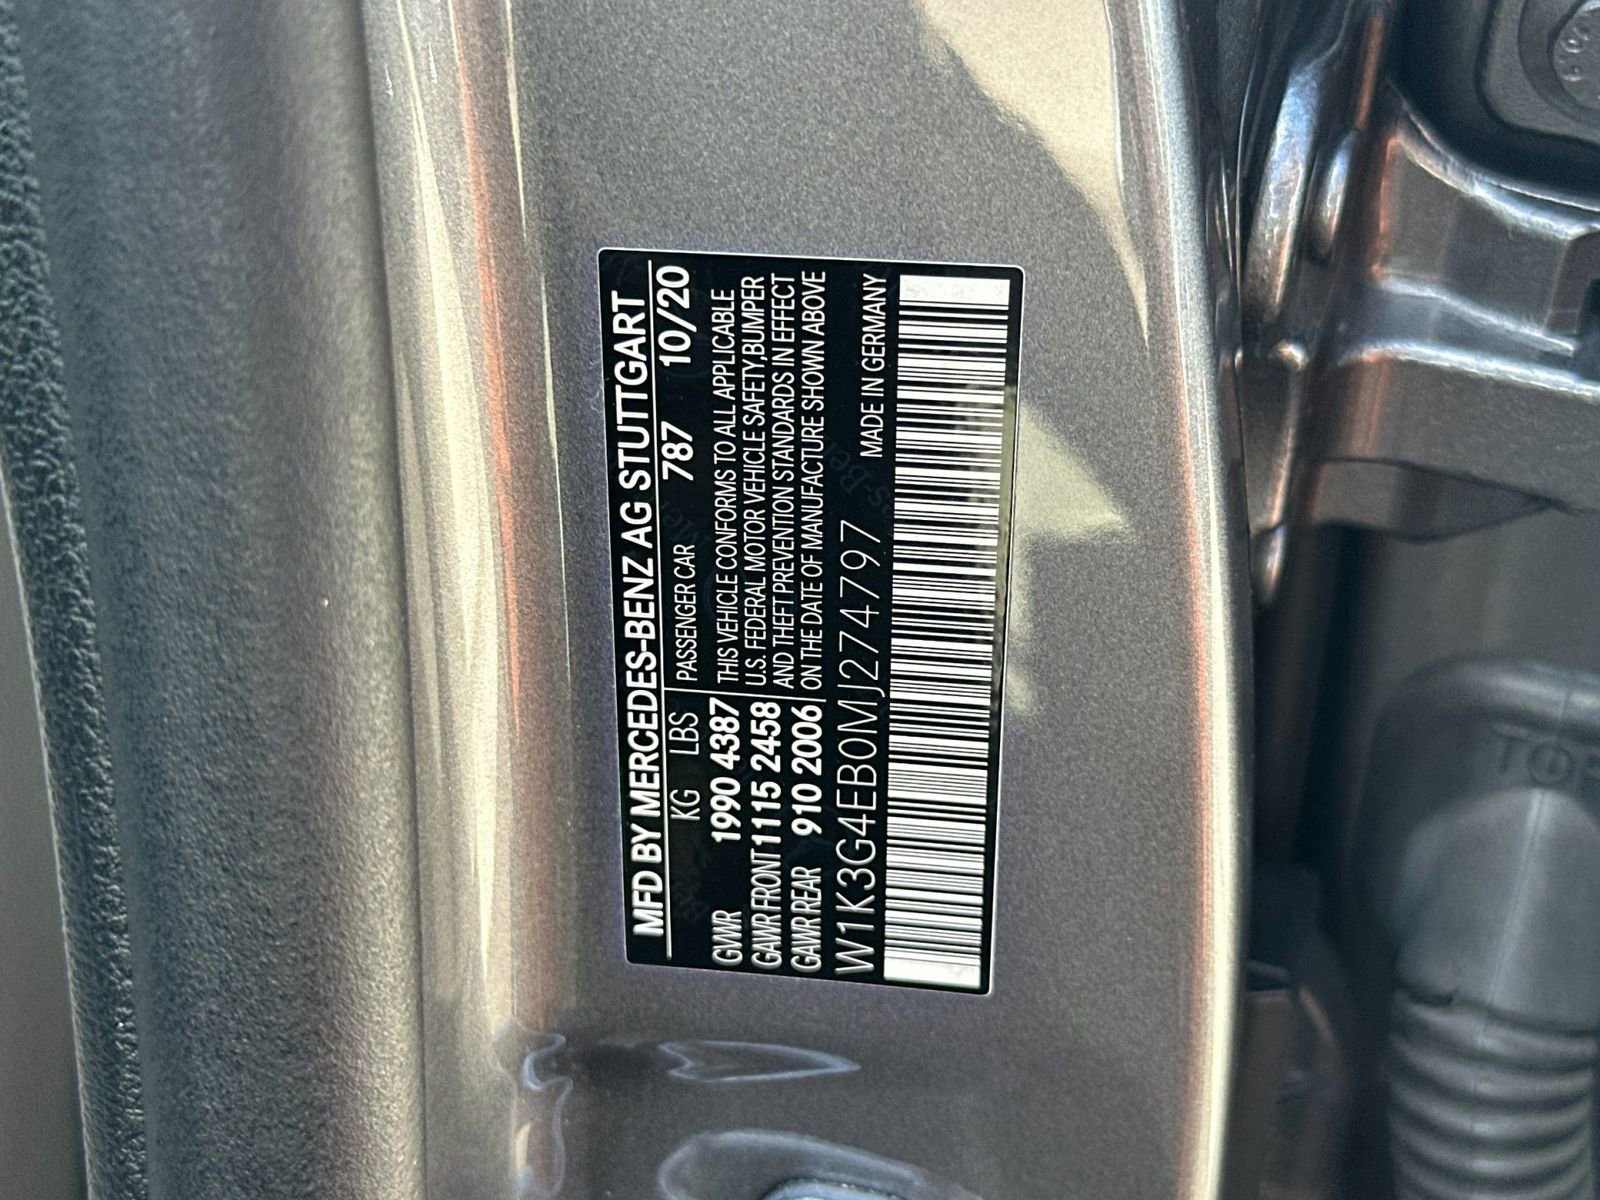 MFD BY MERCEDES-BENZ AG STUTTGART
KG LBS PASSENGER CAR 787 10/20
GVWR 1990 4387 THIS VEHICLE CONFORMS TO ALL APPLICABLE
GAWR FRONT 1115 2458 U.S. FEDERAL MOTOR VEHICLE SAFETY,BUMPER
GAWR REAR 910 2006 AND THEFT PREVENTION STANDARDS IN EFFECT
ON THE DATE OF MANUFACTURE SHOWN ABOVE
W1K3G4EB0MJ274797 MADE IN GERMANY
TOP